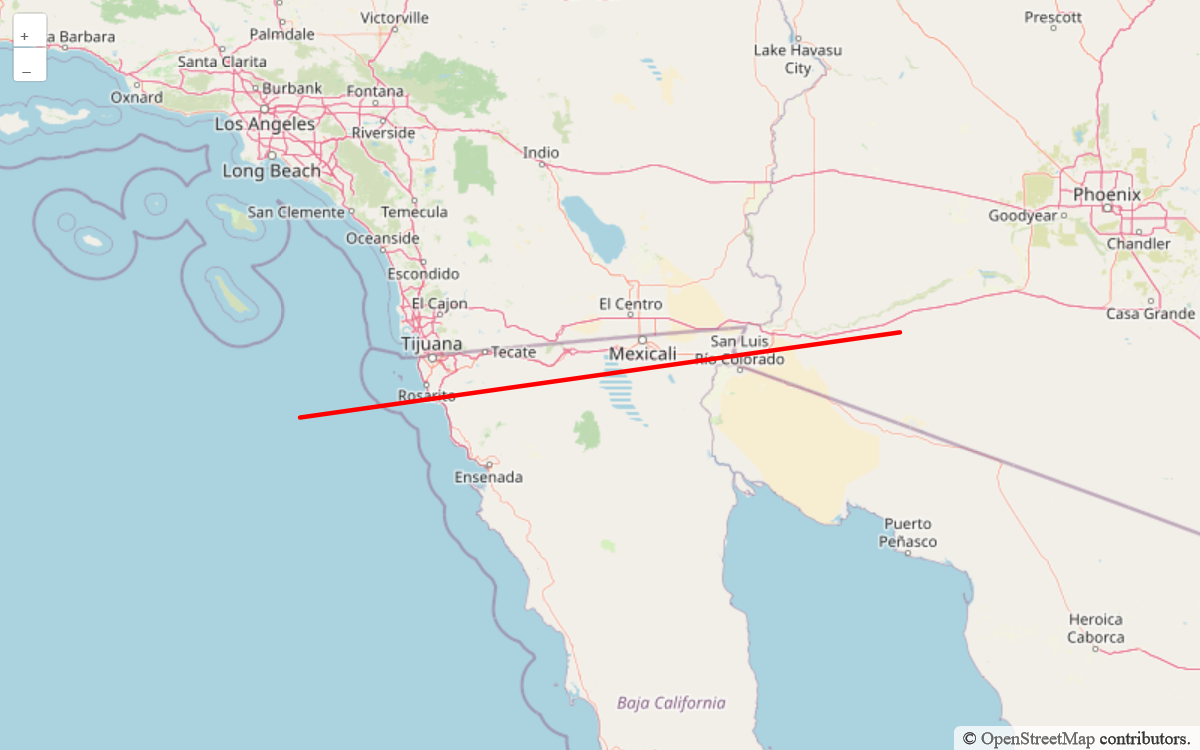 Victorville
Prescott
+
a Barbara
Palmdale
Lake Havasu
City
Santa Clarita
–
Burbank
Fontana
Oxnard
Los Angeles
Riverside
Indio
Long Beach
Phoenix
San Clemente
Temecula
Goodyear
Oceanside
Chandler
Escondido
El Cajon
El Centro
Casa Grande
Tijuana
Tecate
Mexicali
San Luis
Río Colorado
Rosarito
Ensenada
Puerto
Peñasco
Heroica
Caborca
Baja California
© OpenStreetMap contributors.